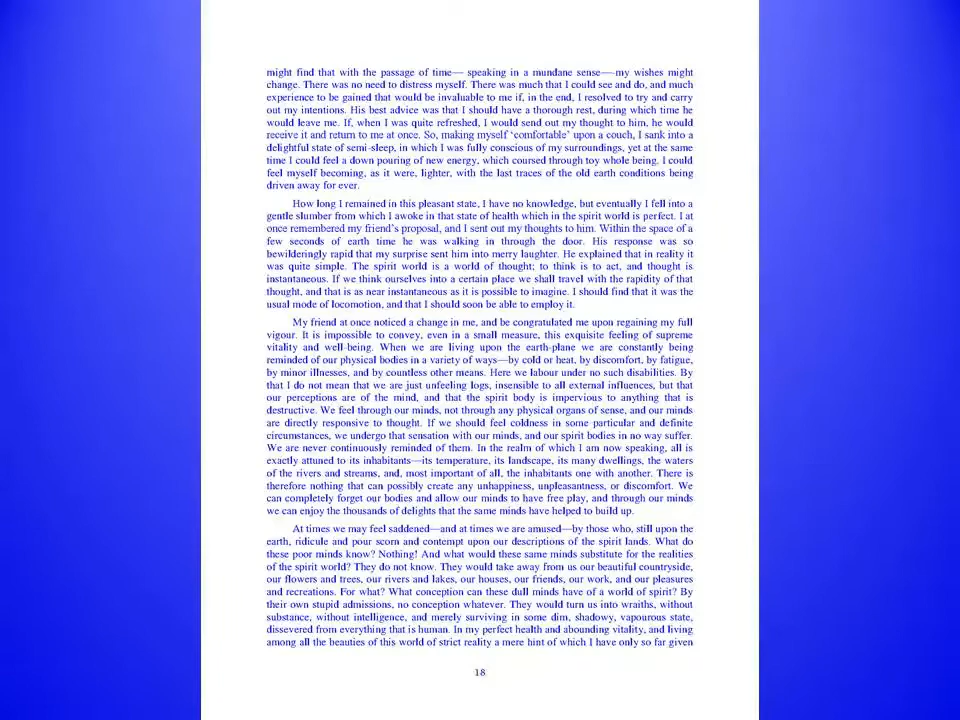 might find that with the passage of time— speaking in a mundane sense—-my wishes might
change. There was no need to distress myself. There was much that I could see and do, and much
experience to be gained that would be invaluable to me if, in the end, I resolved to try and carry
out my intentions. His best advice was that I should have a thorough rest, during which time he
would leave me. If, when I was quite refreshed, I would send out my thought to him, he would
receive it and return to me at once. So, making myself ‘comfortable’ upon a couch, I sank into a
delightful state of semi-sleep, in which I was fully conscious of my surroundings, yet at the same
time I could feel a down pouring of new energy, which coursed through toy whole being. I could
feel myself becoming, as it were, lighter, with the last traces of the old earth conditions being
driven away for ever.
How long I remained in this pleasant state, I have no knowledge, but eventually I fell into a
gentle slumber from which I awoke in that state of health which in the spirit world is perfect. I at
once remembered my friend’s proposal, and I sent out my thoughts to him. Within the space of a
few seconds of earth time he was walking in through the door. His response was so
bewilderingly rapid that my surprise sent him into merry laughter. He explained that in reality it
was quite simple. The spirit world is a world of thought; to think is to act, and thought is
instantaneous. If we think ourselves into a certain place we shall travel with the rapidity of that
thought, and that is as near instantaneous as it is possible to imagine. I should find that it was the
usual mode of locomotion, and that I should soon be able to employ it.
My friend at once noticed a change in me, and be congratulated me upon regaining my full
vigour. It is impossible to convey, even in a small measure, this exquisite feeling of supreme
vitality and well-being. When we are living upon the earth-plane we are constantly being
reminded of our physical bodies in a variety of ways—by cold or heat, by discomfort, by fatigue,
by minor illnesses, and by countless other means. Here we labour under no such disabilities. By
that I do not mean that we are just unfeeling logs, insensible to all external influences, but that
our perceptions are of the mind, and that the spirit body is impervious to anything that is
destructive. We feel through our minds, not through any physical organs of sense, and our minds
are directly responsive to thought. If we should feel coldness in some particular and definite
circumstances, we undergo that sensation with our minds, and our spirit bodies in no way suffer.
We are never continuously reminded of them. In the realm of which I am now speaking, all is
exactly attuned to its inhabitants—its temperature, its landscape, its many dwellings, the waters
of the rivers and streams, and, most important of all, the inhabitants one with another. There is
therefore nothing that can possibly create any unhappiness, unpleasantness, or discomfort. We
can completely forget our bodies and allow our minds to have free play, and through our minds
we can enjoy the thousands of delights that the same minds have helped to build up.
At times we may feel saddened—and at times we are amused—by those who, still upon the
earth, ridicule and pour scorn and contempt upon our descriptions of the spirit lands. What do
these poor minds know? Nothing! And what would these same minds substitute for the realities
of the spirit world? They do not know. They would take away from us our beautiful countryside,
our flowers and trees, our rivers and lakes, our houses, our friends, our work, and our pleasures
and recreations. For what? What conception can these dull minds have of a world of spirit? By
their own stupid admissions, no conception whatever. They would turn us into wraiths, without
substance, without intelligence, and merely surviving in some dim, shadowy, vapourous state,
dissevered from everything that is human. In my perfect health and abounding vitality, and living
among all the beauties of this world of strict reality a mere hint of which I have only so far given
18